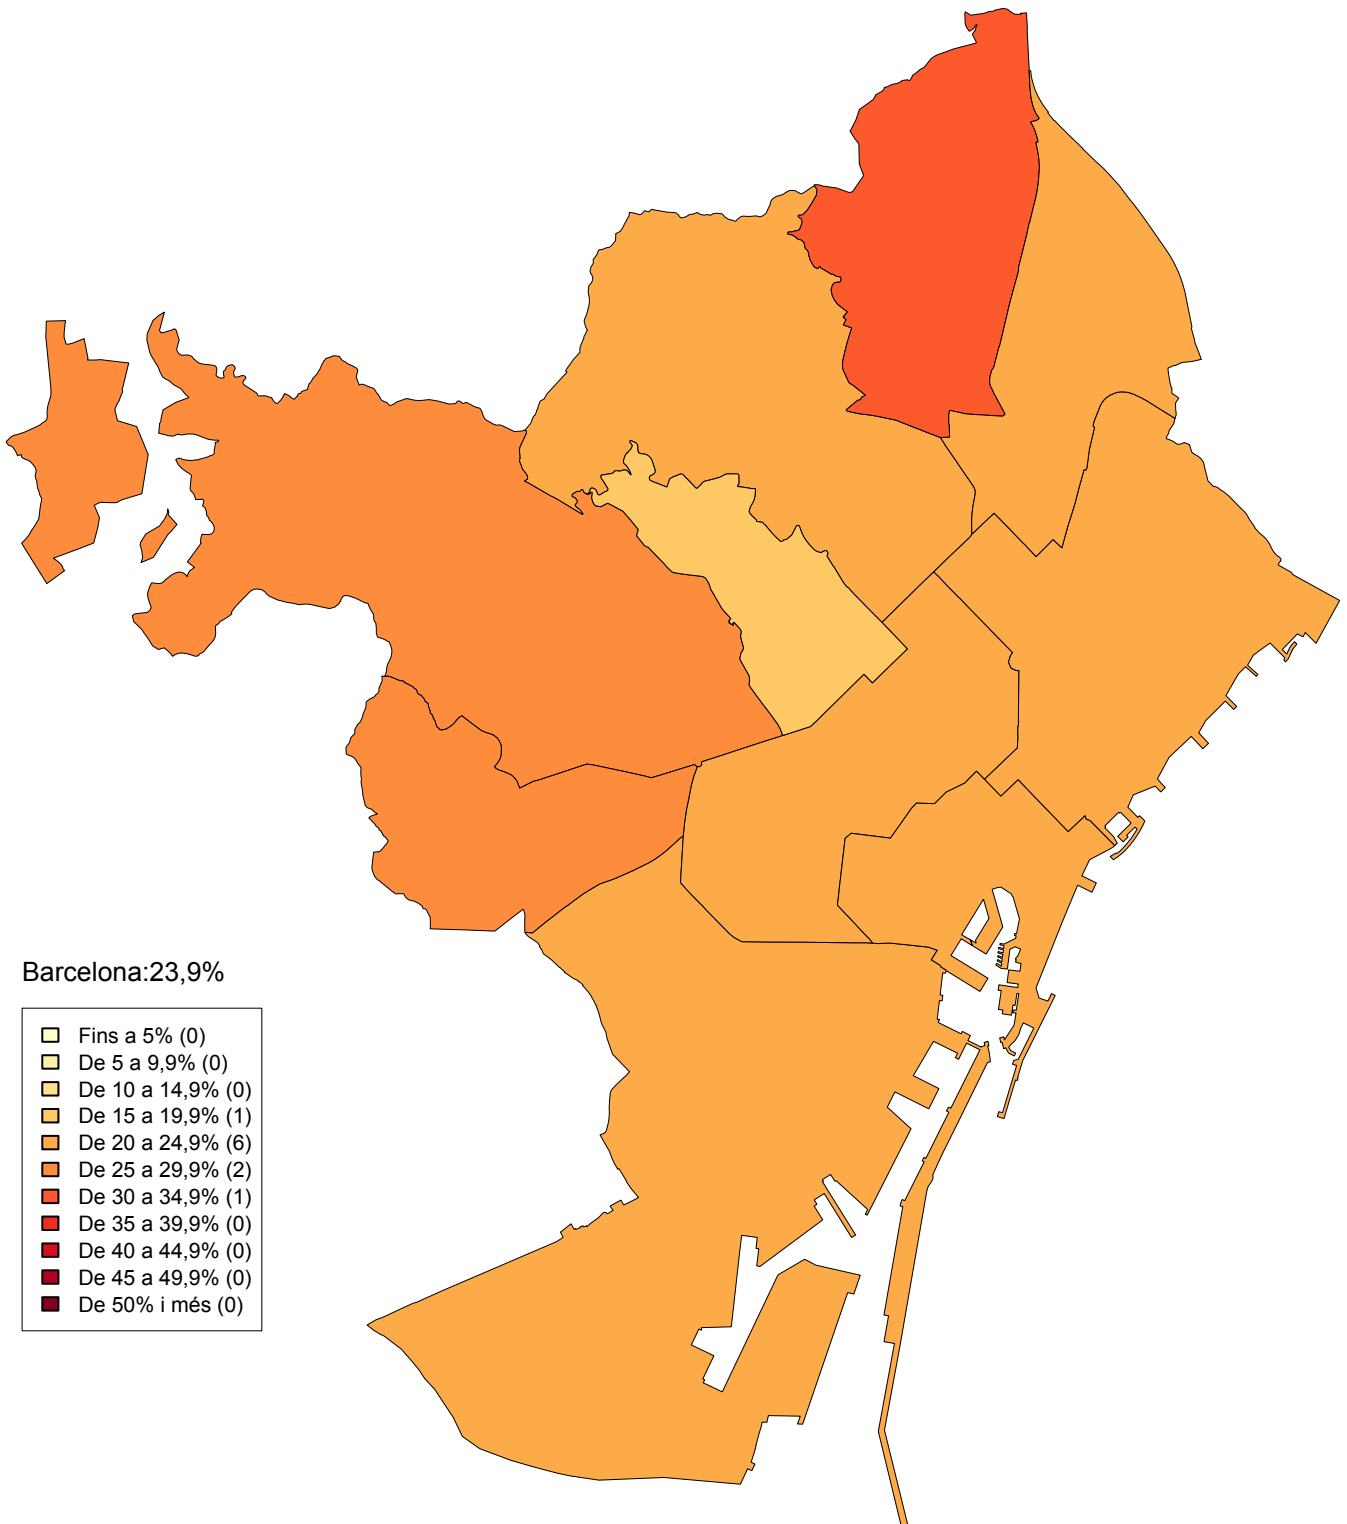 Barcelona:23,9%
Fins a 5% (0)
De 5 a 9,9% (0)
De 10 a 14,9% (0)
De 15 a 19,9% (1)
De 20 a 24,9% (6)
De 25 a 29,9% (2)
De 30 a 34,9% (1)
De 35 a 39,9% (0)
De 40 a 44,9% (0)
De 45 a 49,9% (0)
De 50% i més (0)